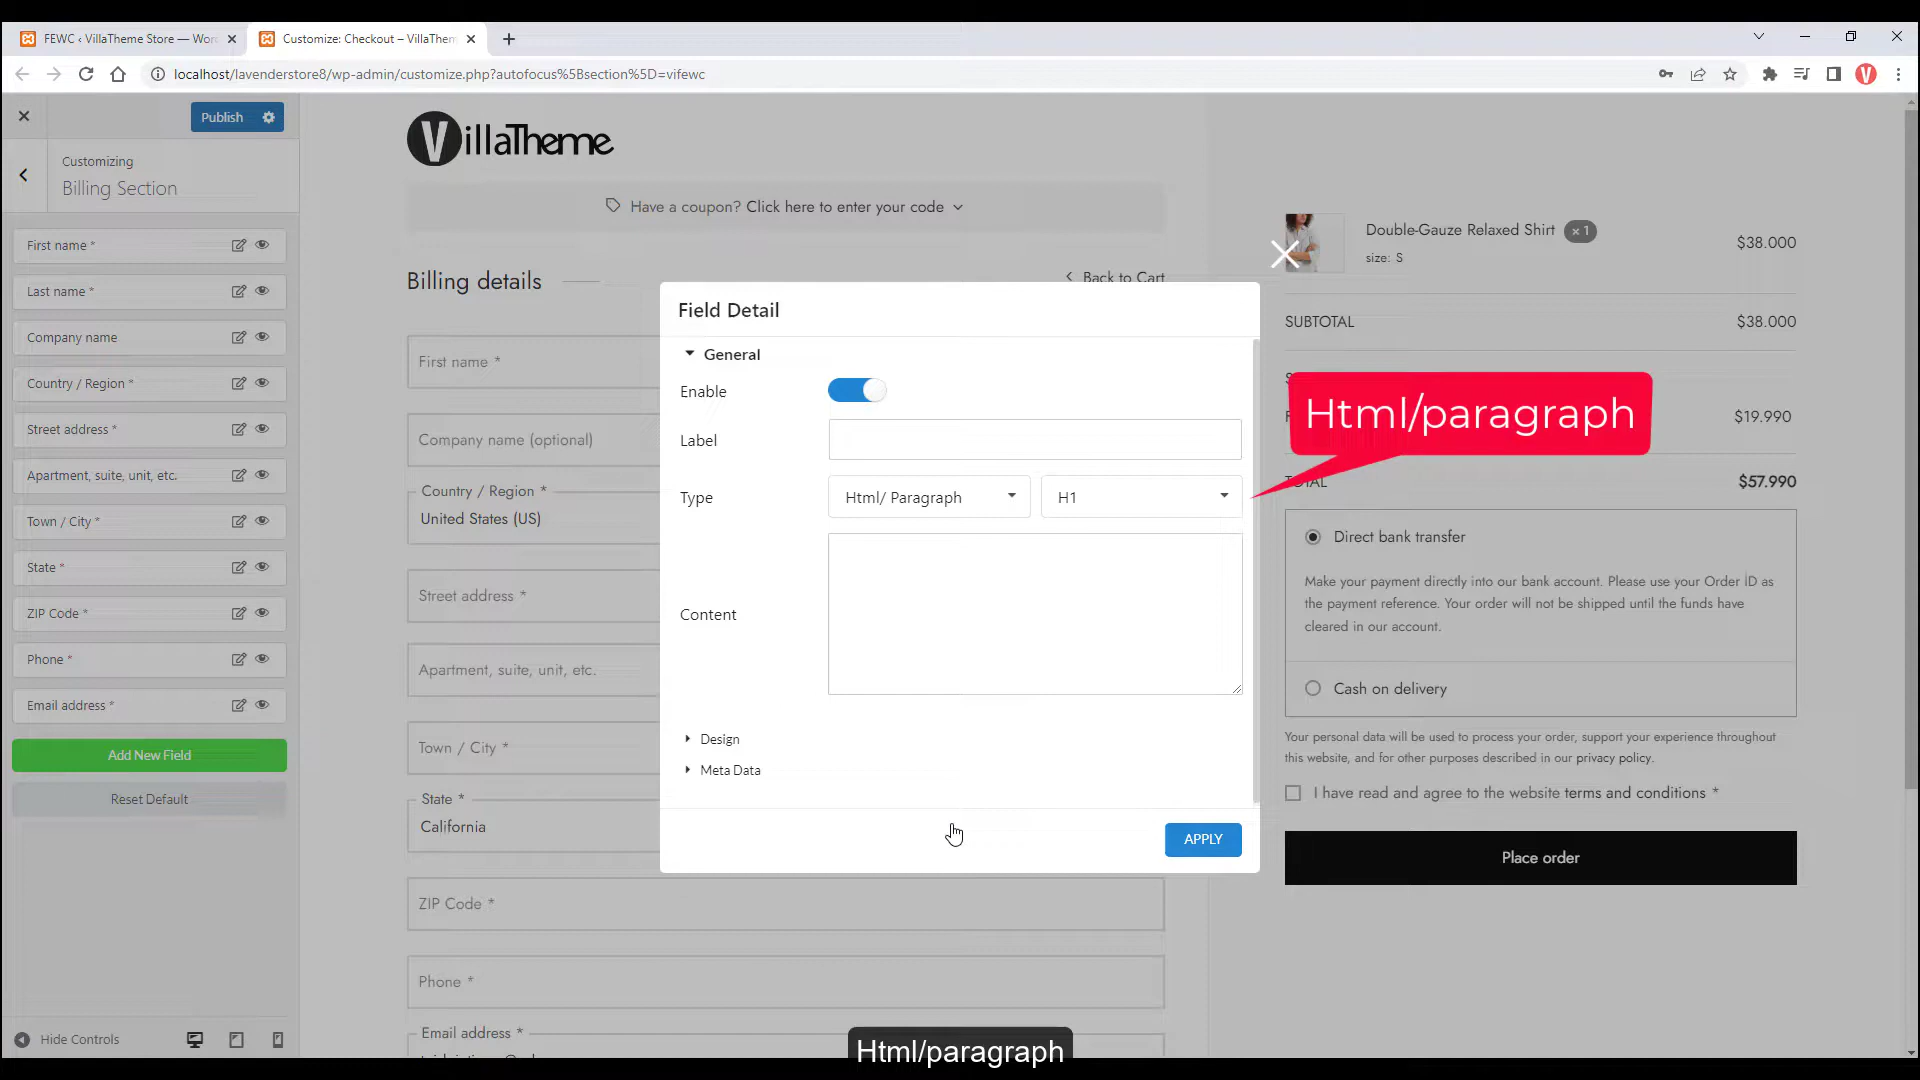 FEWC ‹ VillaTheme Store — Wor
Customize: Checkout – VillaThem
localhost/lavenderstore8/wp-admin/customize.php?autofocus%5Bsection%5D=vifewc
Publish
Customizing
Billing Section
First name *
Last name *
Company name
Country / Region *
Street address *
Apartment, suite, unit, etc.
Town / City *
State *
ZIP Code *
Phone *
Email address *
Add New Field
Reset Default
Hide Controls
VillaTheme
Have a coupon? Click here to enter your code
Billing details
Back to Cart
First name *
Company name (optional)
Country / Region *
United States (US)
Street address *
Apartment, suite, unit, etc.
Town / City *
State *
California
ZIP Code *
Phone *
Email address *
Field Detail
General
Enable
Label
Type
Html/ Paragraph
H1
Content
Design
Meta Data
APPLY
Double-Gauze Relaxed Shirt × 1
size: S
$38.000
SUBTOTAL
$38.000
Html/paragraph
$19.990
TOTAL
$57.990
Direct bank transfer
Make your payment directly into our bank account. Please use your Order ID as
the payment reference. Your order will not be shipped until the funds have
cleared in our account.
Cash on delivery
Your personal data will be used to process your order, support your experience throughout
this website, and for other purposes described in our privacy policy.
I have read and agree to the website terms and conditions *
Place order
Html/paragraph